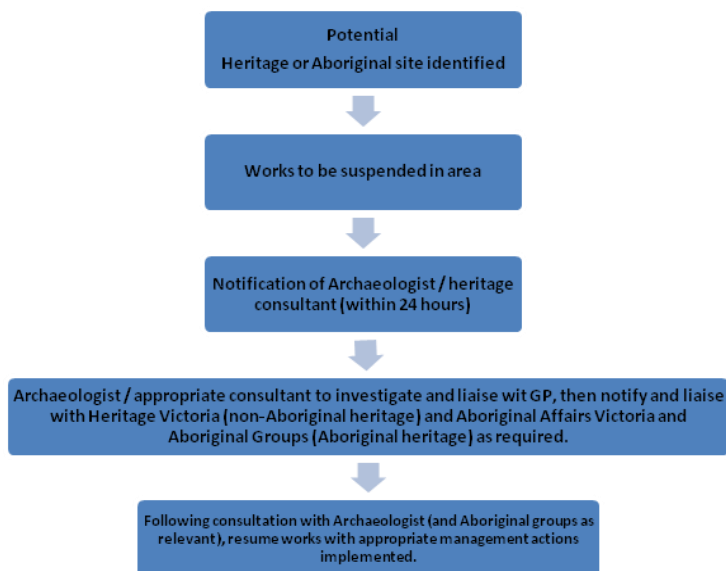 Potential
Heritage or Aboriginal site identified
Works to be suspended in area
Notification of Archaeologist / heritage
consultant (within 24 hours)
Archaeologist / appropriate consultant to investigate and liaise wit GP, then notify and liaise
with Heritage Victoria (non-Aboriginal heritage) and Aboriginal Affairs Victoria and
Aboriginal Groups (Aboriginal heritage) as required.
Following consultation with Archaeologist (and Aboriginal groups as
relevant), resume works with appropriate management actions
implemented.